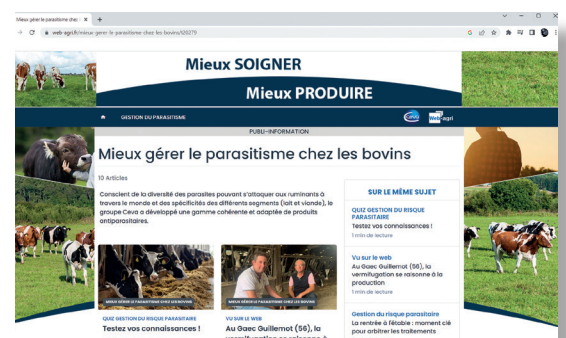 Mieux gérer le parasitisme chez l
web-agri.fr/mieux-gerer-le-parasitisme-chez-les-bovins/t20279
Mieux SOIGNER
Mieux PRODUIRE
GESTION DU PARASITISME
Ceva
Web-agri
PUBLI-INFORMATION
Mieux gérer le parasitisme chez les bovins
10 Articles
Conscient de la diversité des parasites pouvant s'attaquer aux ruminants à
travers le monde et des spécificités des différents segments (lait et viande), le
groupe Ceva a développé une gamme cohérente et adaptée de produits
antiparasitaires.
MIEUX GÉRER LE PARASITISME CHEZ LES BOVINS
QUIZ GESTION DU RISQUE PARASITAIRE
Testez vos connaissances !
MIEUX GÉRER LE PARASITISME CHEZ LES BOVINS
VU SUR LE WEB
Au Gaec Guillemot (56), la
vermifugation se raisonne à
SUR LE MÊME SUJET
QUIZ GESTION DU RISQUE
PARASITAIRE
Testez vos connaissances !
1 min de lecture
Vu sur le web
Au Gaec Guillemot (56), la
vermifugation se raisonne à la
production
1 min de lecture
Gestion du risque parasitaire
La rentrée à l'étable : moment clé
pour arbitrer les traitements